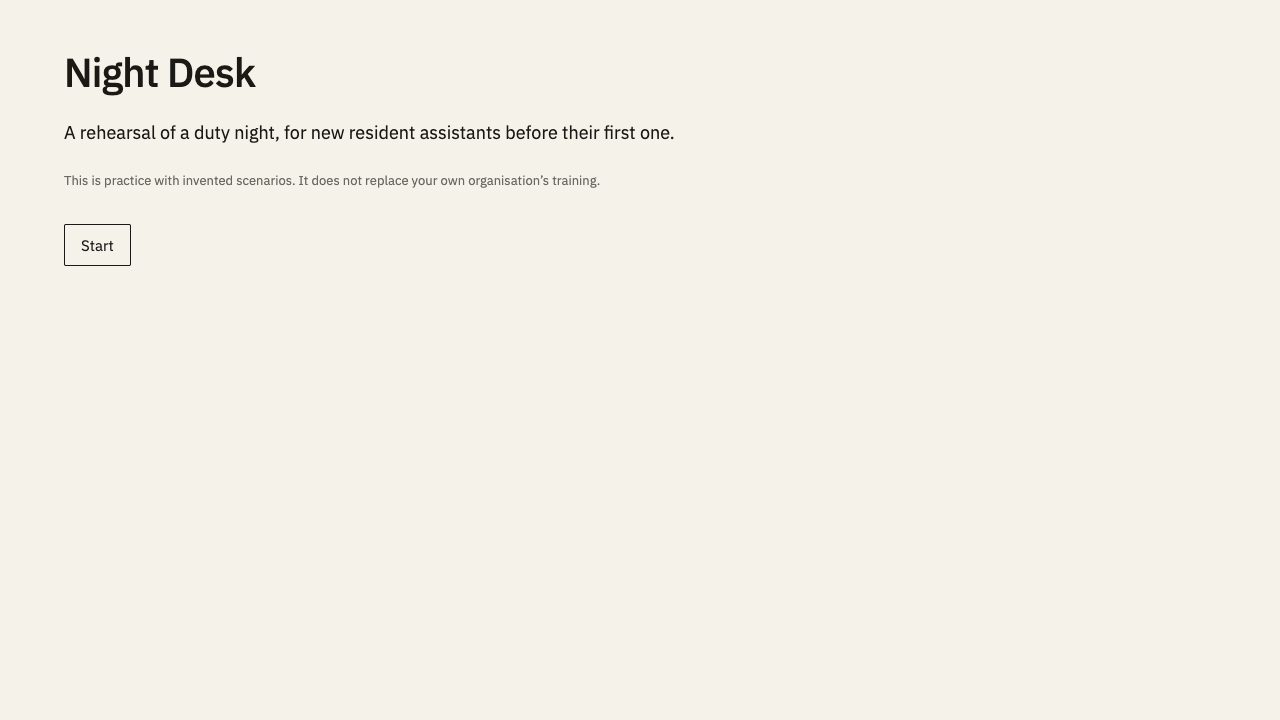 Night Desk
A rehearsal of a duty night, for new resident assistants before their first one.
This is practice with invented scenarios. It does not replace your own organisation’s training.
Start